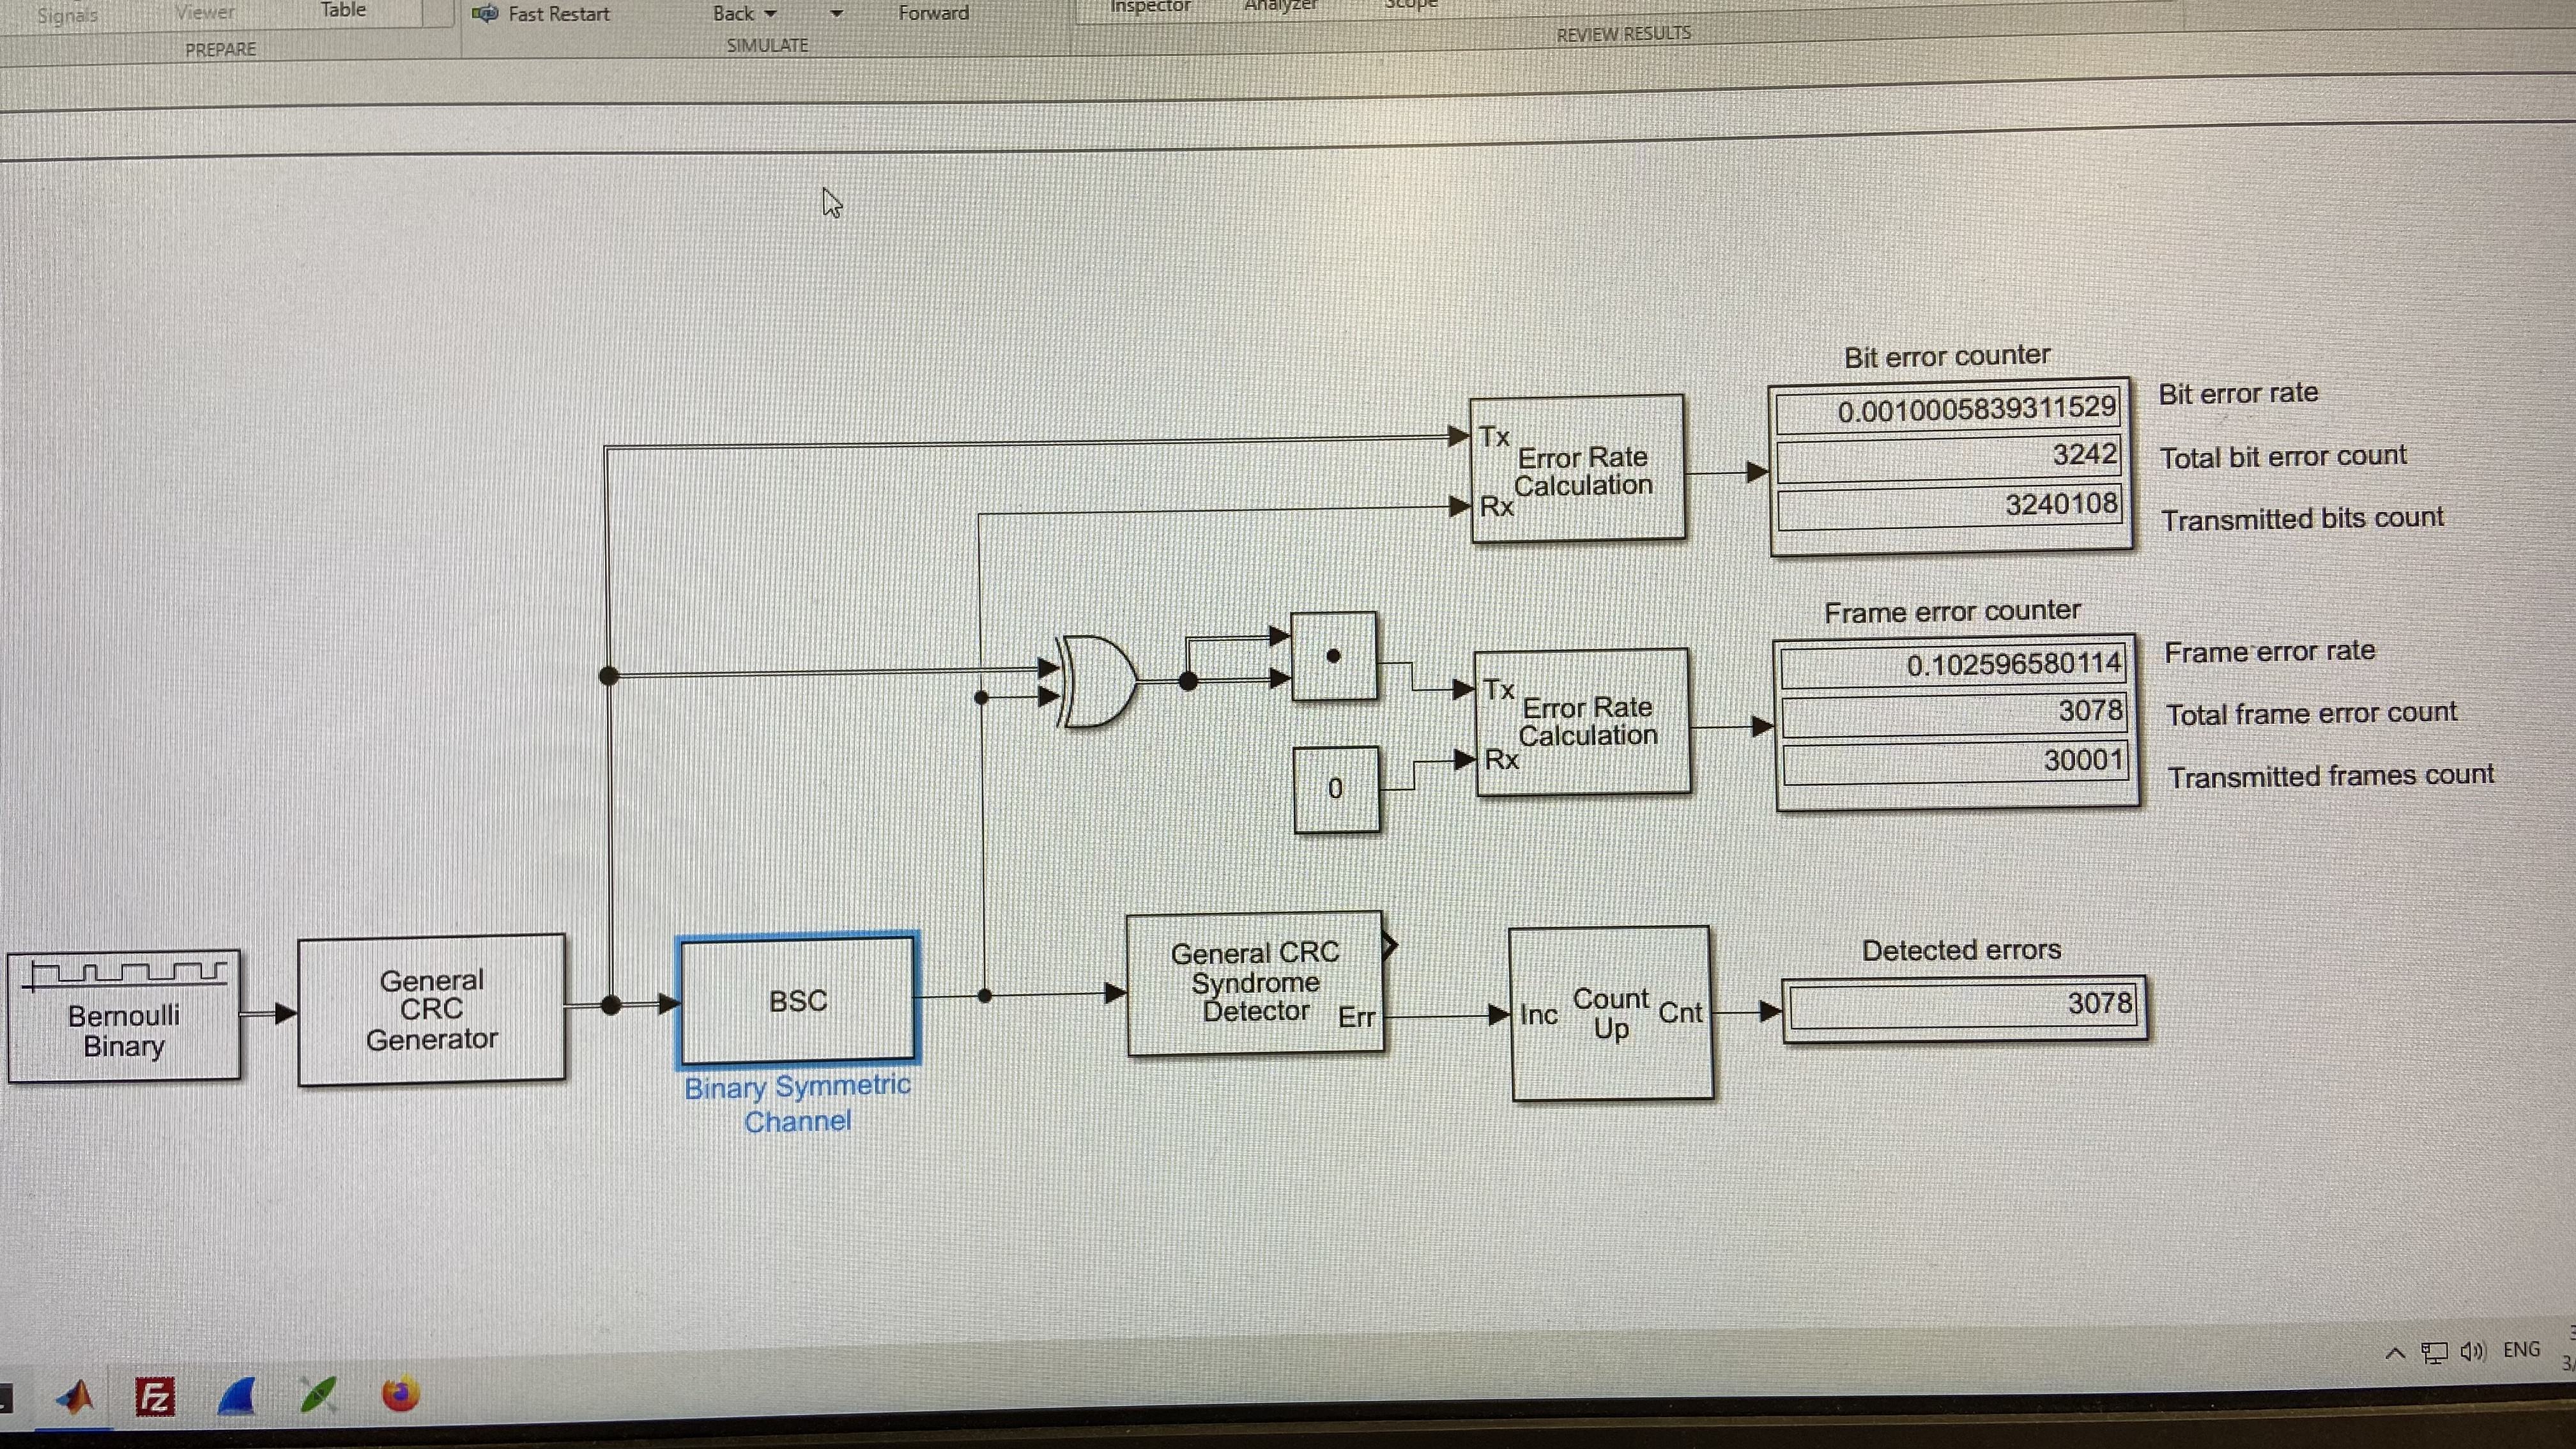 Signals
Viewer
Table
Fast Restart
Back
Forward
Inspector
Analyzer
Scope
PREPARE
SIMULATE
REVIEW RESULTS
Bit error counter
0.0010005839311529
Bit error rate
3242
Total bit error count
3240108
Transmitted bits count
Tx
Error Rate
Calculation
Rx
Frame error counter
0.102596580114
Frame error rate
3078
Total frame error count
30001
Transmitted frames count
Tx
Error Rate
Calculation
Rx
0
Bernoulli
Binary
General
CRC
Generator
BSC
Binary Symmetric
Channel
General CRC
Syndrome
Detector
Err
Inc
Count
Up
Cnt
Detected errors
3078
Fz
ENG